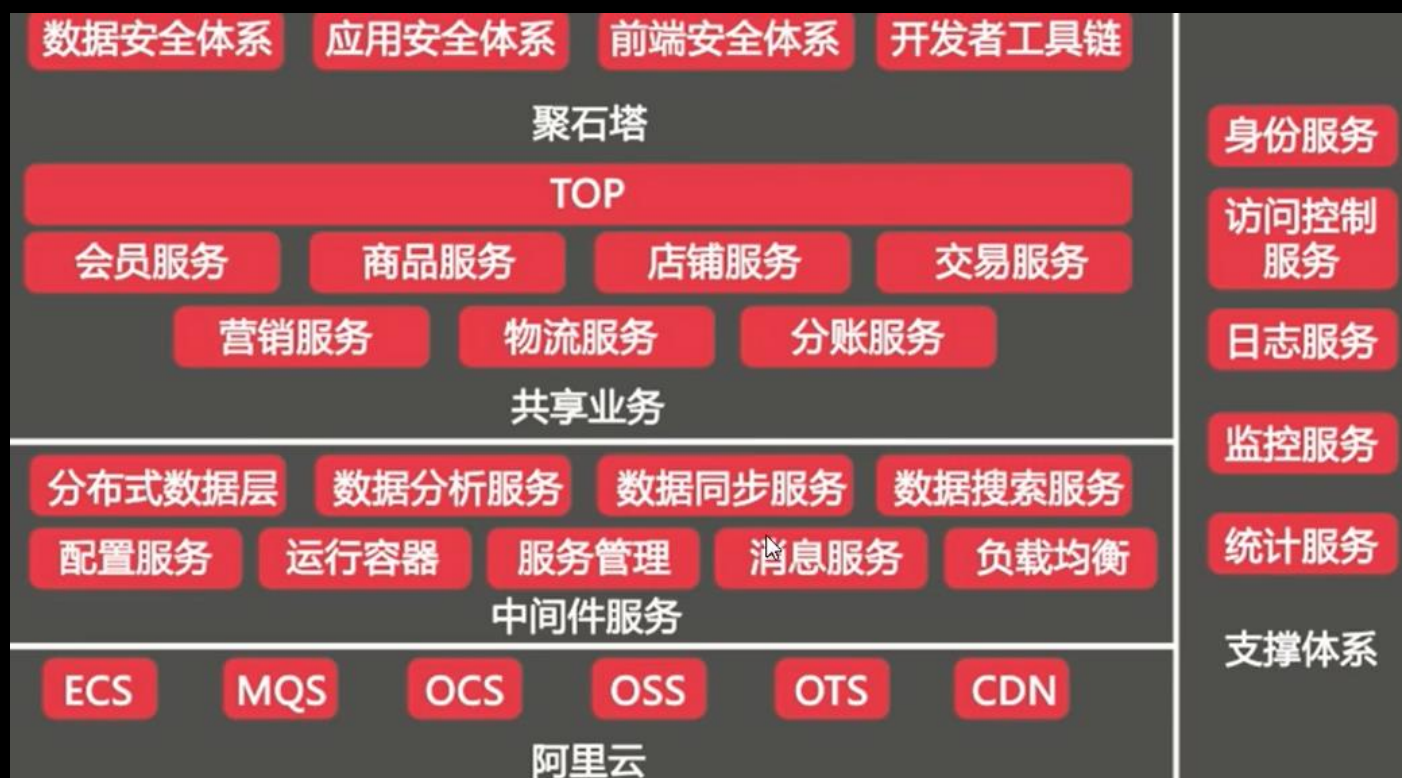 数据安全体系 应用安全体系 前端安全体系 开发者工具链
聚石塔
TOP
会员服务 商品服务 店铺服务 交易服务
营销服务 物流服务 分账服务
共享业务
分布式数据层 数据分析服务 数据同步服务 数据搜索服务
配置服务 运行容器 服务管理 消息服务 负载均衡
中间件服务
ECS MQS OCS OSS OTS CDN
阿里云
身份服务
访问控制
服务
日志服务
监控服务
统计服务
支撑体系